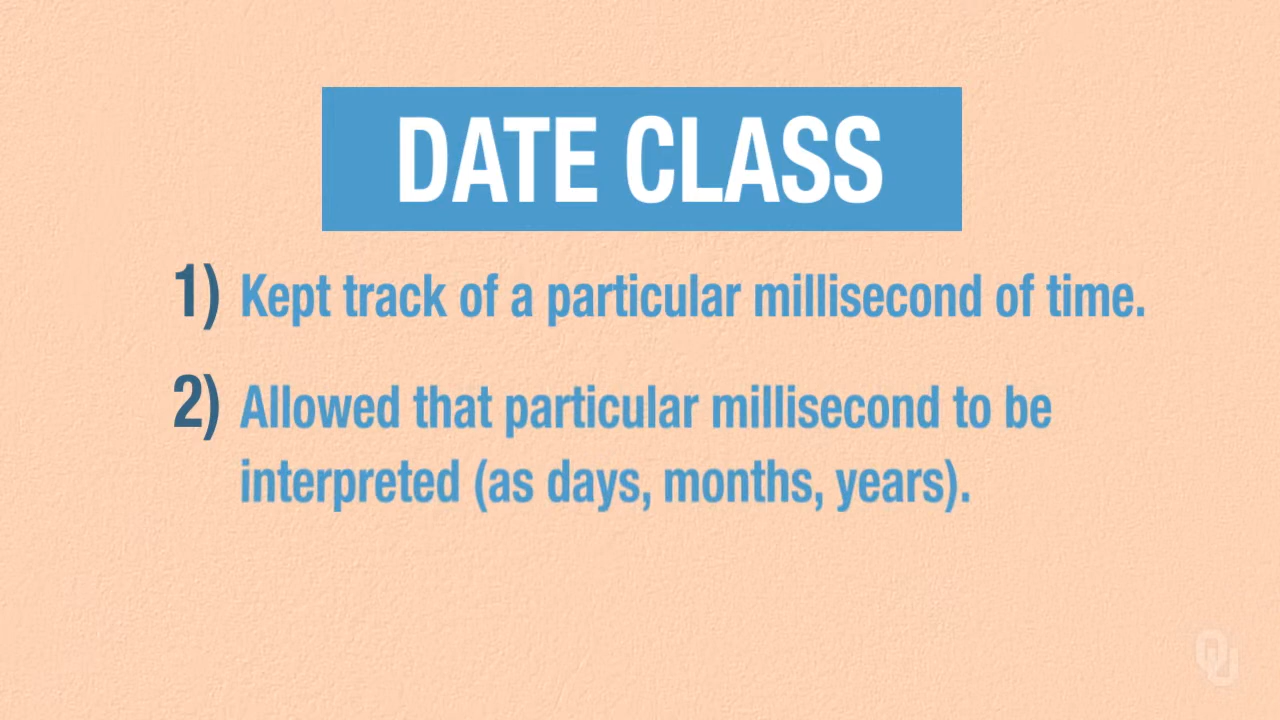 DATE CLASS
1) Kept track of a particular millisecond of time.
2) Allowed that particular millisecond to be
interpreted (as days, months, years).
OU